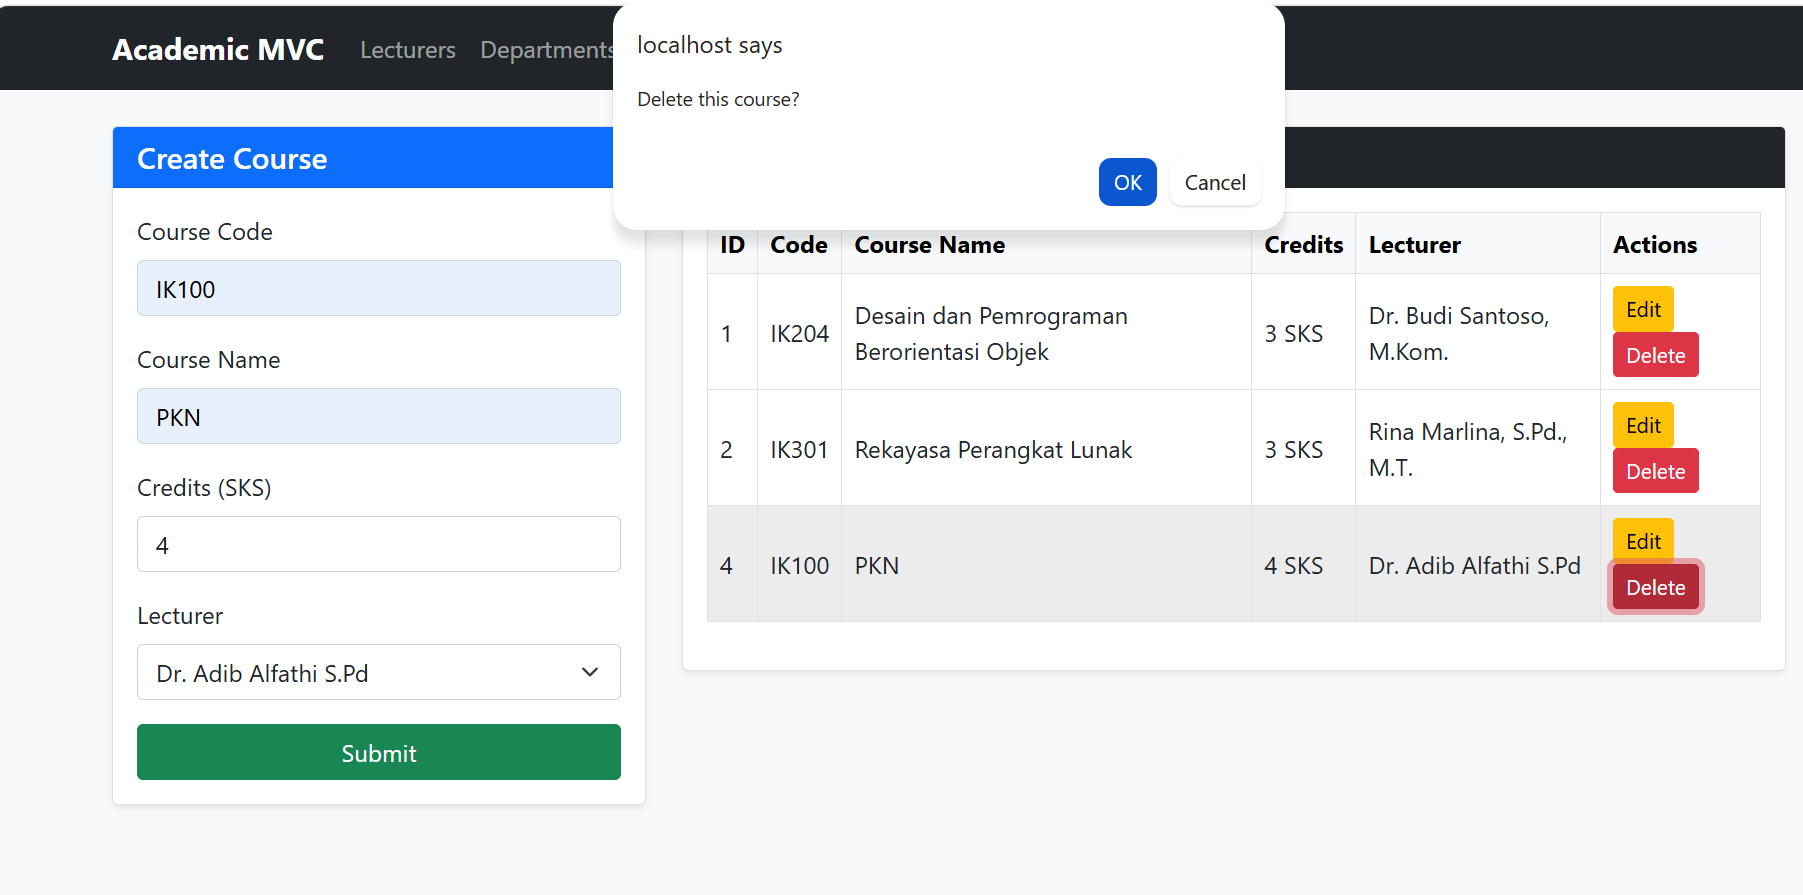 Academic MVC Lecturers Departments
localhost says
Delete this course?
OK Cancel
Create Course
Course Code
IK100
Course Name
PKN
Credits (SKS)
4
Lecturer
Dr. Adib Alfathi S.Pd
Submit
ID Code Course Name Credits Lecturer Actions
1 IK204 Desain dan Pemrograman
Berorientasi Objek 3 SKS Dr. Budi Santoso,
M.Kom. Edit
Delete
2 IK301 Rekayasa Perangkat Lunak 3 SKS Rina Marlina, S.Pd.,
M.T. Edit
Delete
4 IK100 PKN 4 SKS Dr. Adib Alfathi S.Pd Edit
Delete